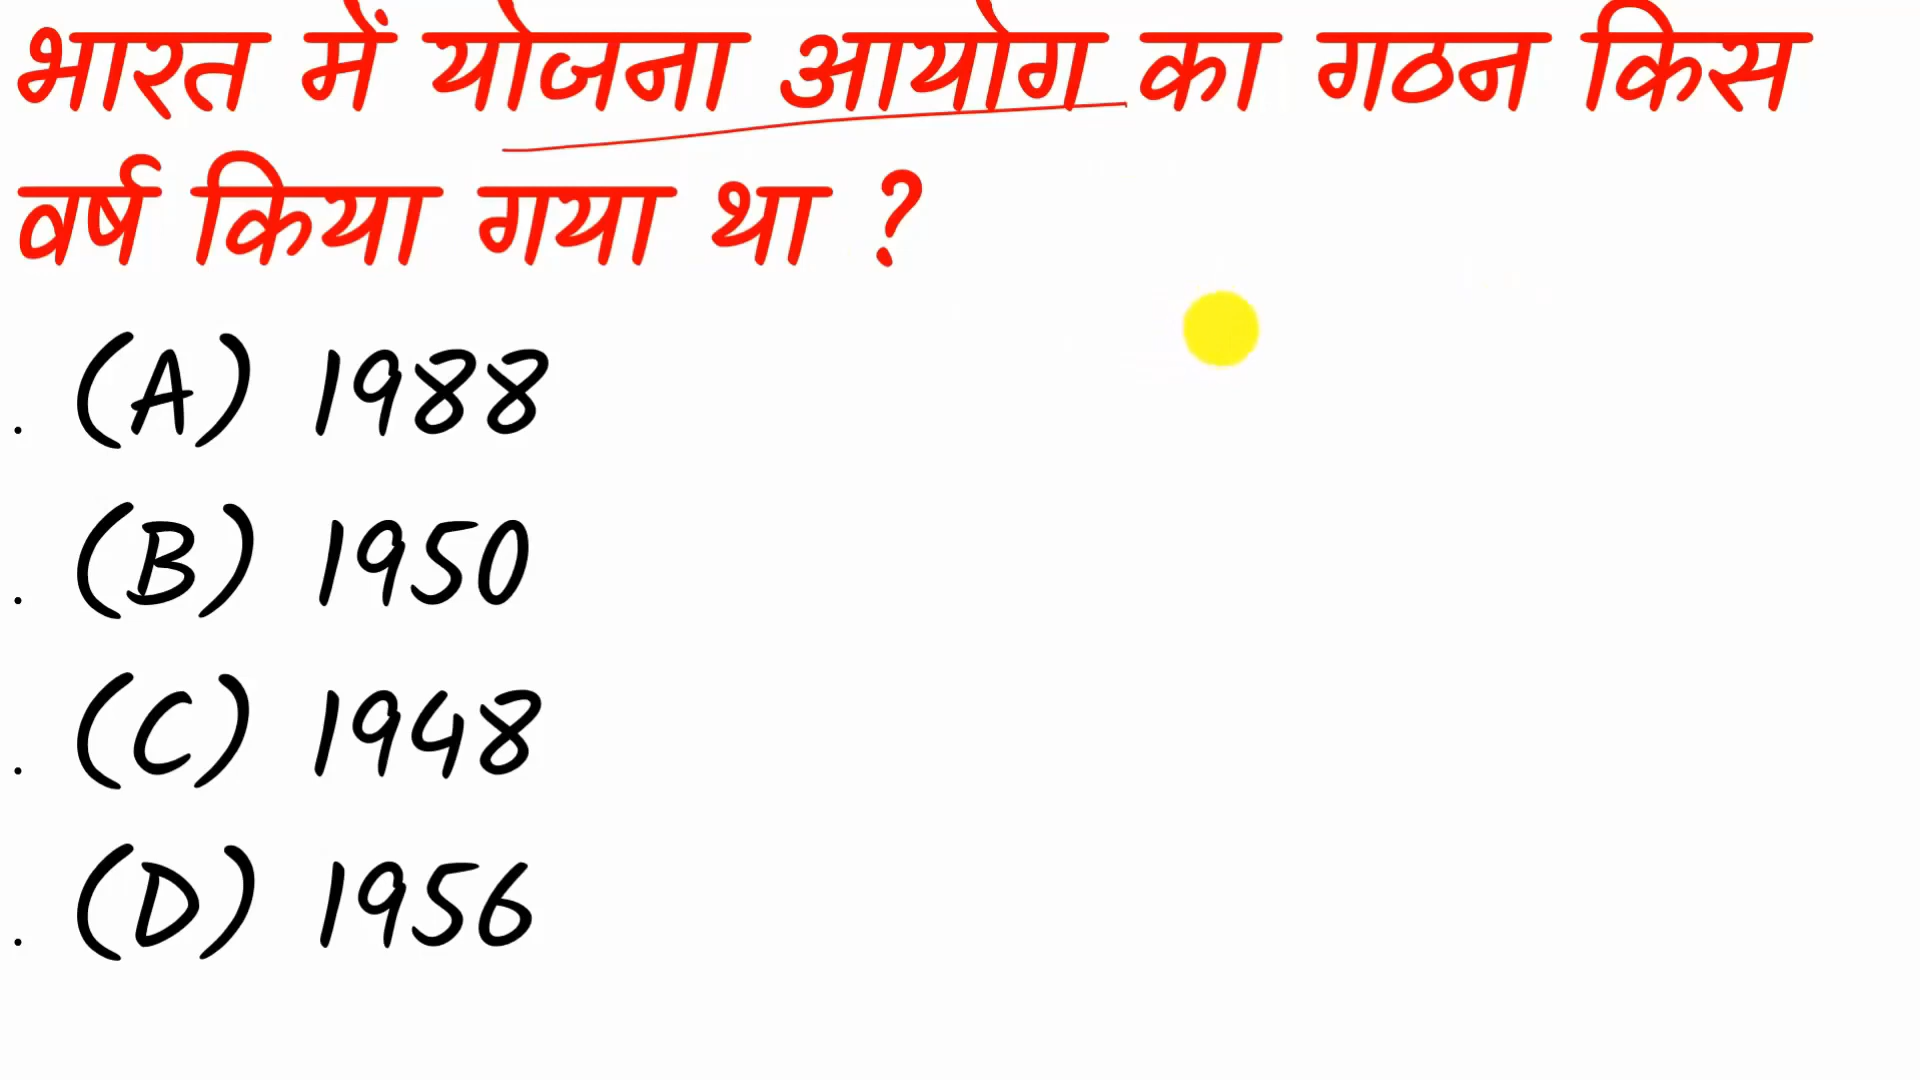 भारत में योजना आयोग का गठन किस
वर्ष किया गया था ?
. (A) 1988
. (B) 1950
. (C) 1948
. (D) 1956